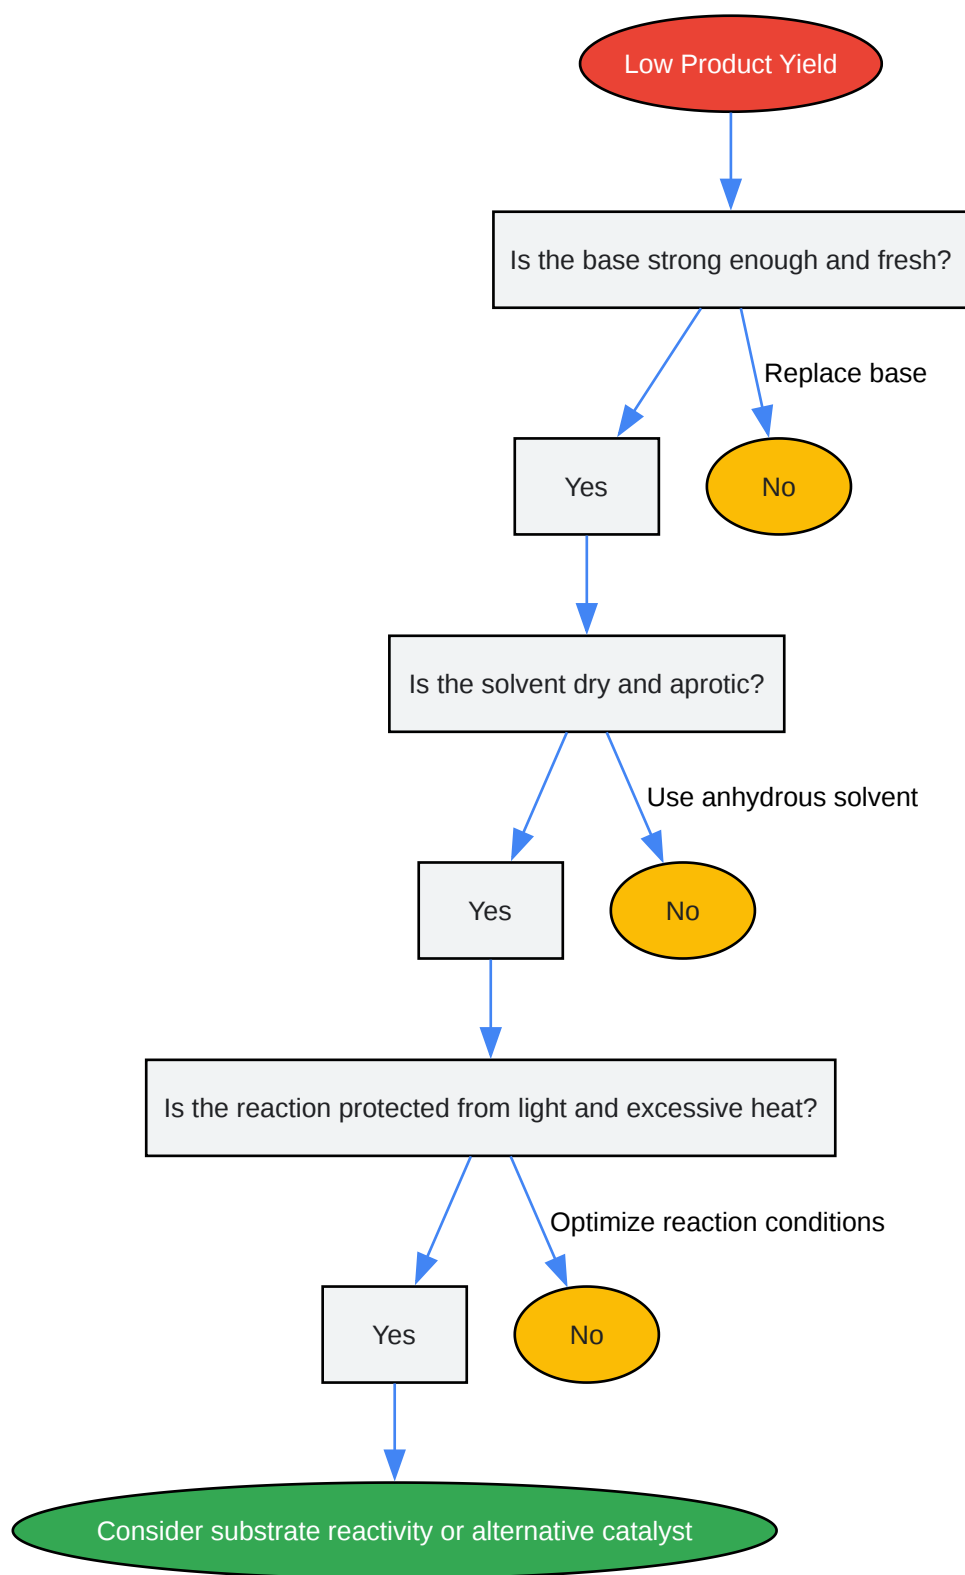 Low Product Yield
Is the base strong enough and fresh?
Replace base
Yes
No
Is the solvent dry and aprotic?
Use anhydrous solvent
Yes
No
Is the reaction protected from light and excessive heat?
Optimize reaction conditions
Yes
No
Consider substrate reactivity or alternative catalyst